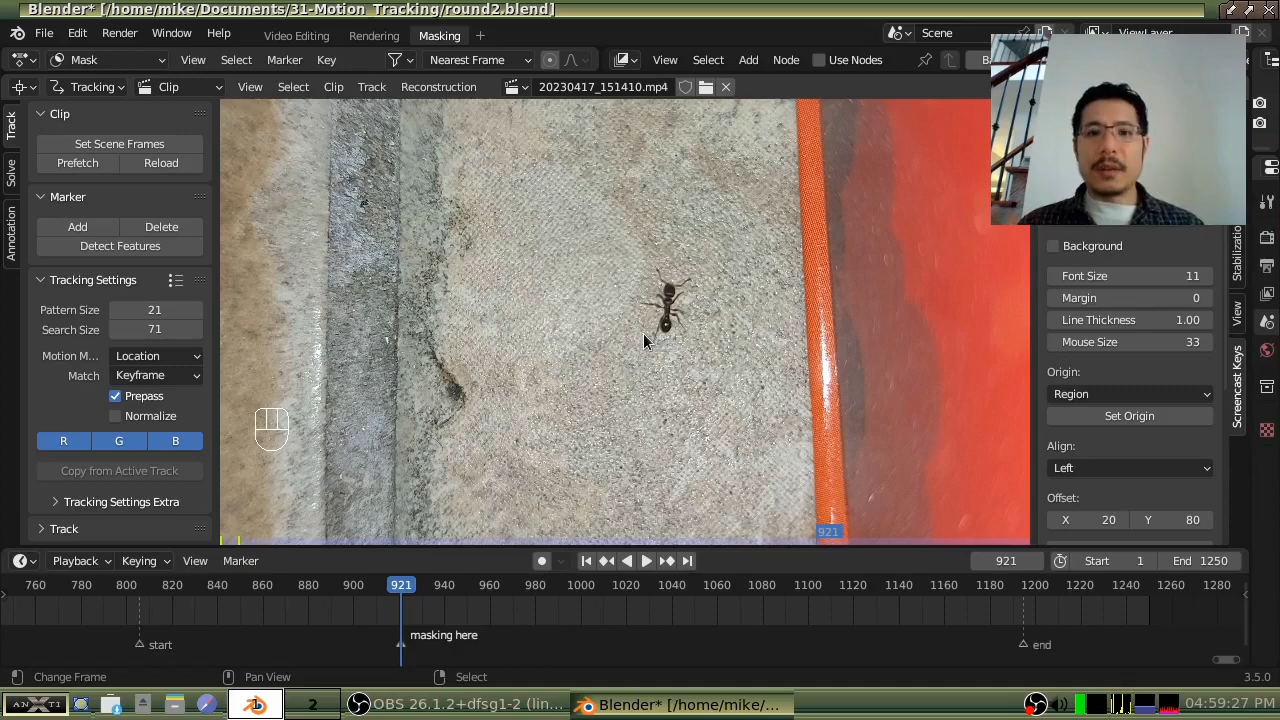 Blender* [/home/mike/Documents/31-Motion_Tracking/round2.blend]
File Edit Render Window Help Video Editing Rendering Masking + Scene ViewLayer
Mask View Select Marker Key Nearest Frame View Select Add Node Use Nodes Ba
Tracking Clip View Select Clip Track Reconstruction 20230417_151410.mp4
Track
Solve
Annotation
Clip
Set Scene Frames
Prefetch Reload
Marker
Add Delete
Detect Features
Tracking Settings
Pattern Size 21
Search Size 71
Motion M... Location
Match Keyframe
Prepass
Normalize
R G B
Copy from Active Track
Tracking Settings Extra
Track
921
Background
Font Size 11
Margin 0
Line Thickness 1.00
Mouse Size 33
Origin:
Region
Set Origin
Align:
Left
Offset:
X 20 Y 80
Stabilizatio
View
Screencast Keys
Playback Keying View Marker 921 Start 1 End 1250
760 780 800 820 840 860 880 921 940 960 980 1000 1020 1040 1060 1080 1100 1120 1140 1160 1180 1200 1220 1240 1260 1280
masking here
start end
Change Frame Pan View Select 3.5.0
ANTIX 1 2 OBS 26.1.2+dfsg1-2 (lin... Blender* [/home/mike/... 04:59:27 PM